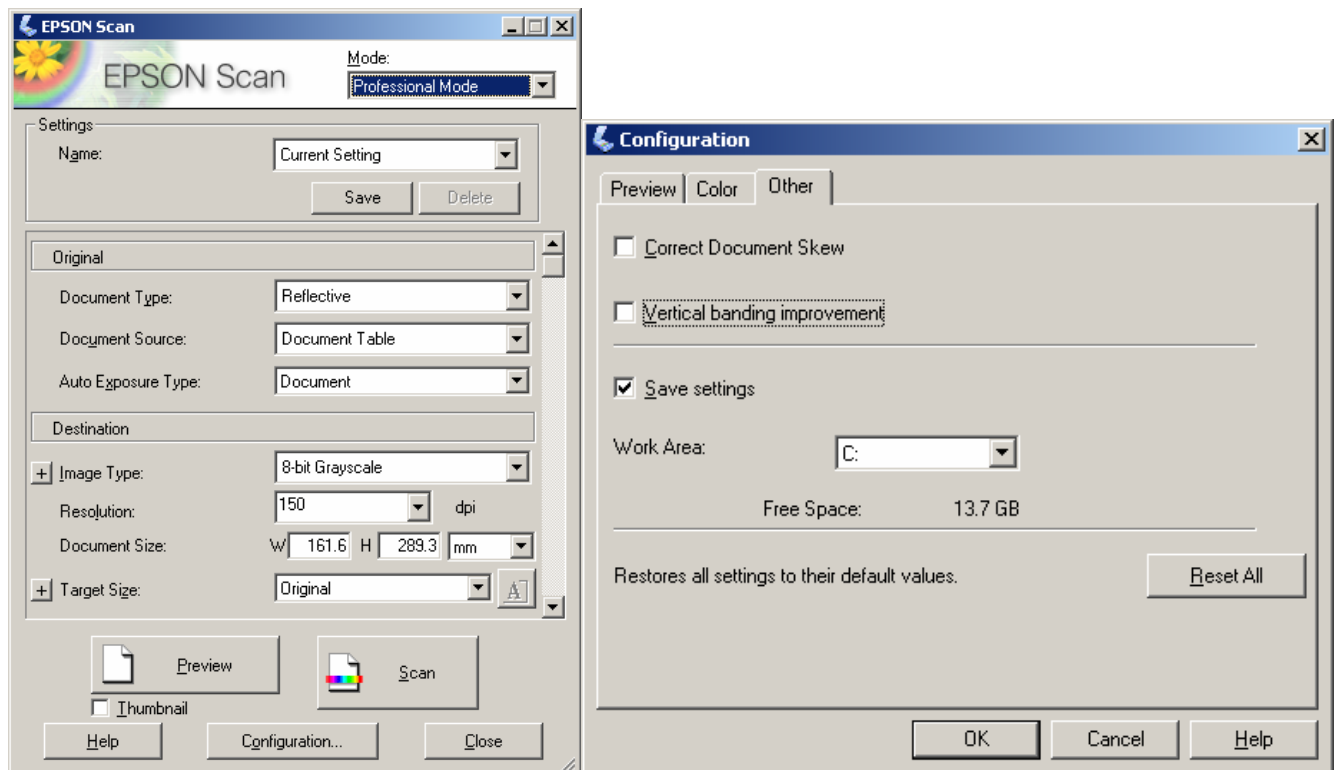 EPSON Scan
EPSON Scan
Mode:
Professional Mode
Settings
Name: Current Setting
Save Delete
Original
Document Type: Reflective
Document Source: Document Table
Auto Exposure Type: Document
Destination
+ Image Type: 8-bit Grayscale
Resolution: 150 dpi
Document Size: W 161.6 H 289.3 mm
+ Target Size: Original A
Preview
Scan
Thumbnail
Help Configuration... Close
Configuration
Preview Color Other
Correct Document Skew
Vertical banding improvement
Save settings
Work Area: C:
Free Space: 13.7 GB
Restores all settings to their default values. Reset All
OK Cancel Help